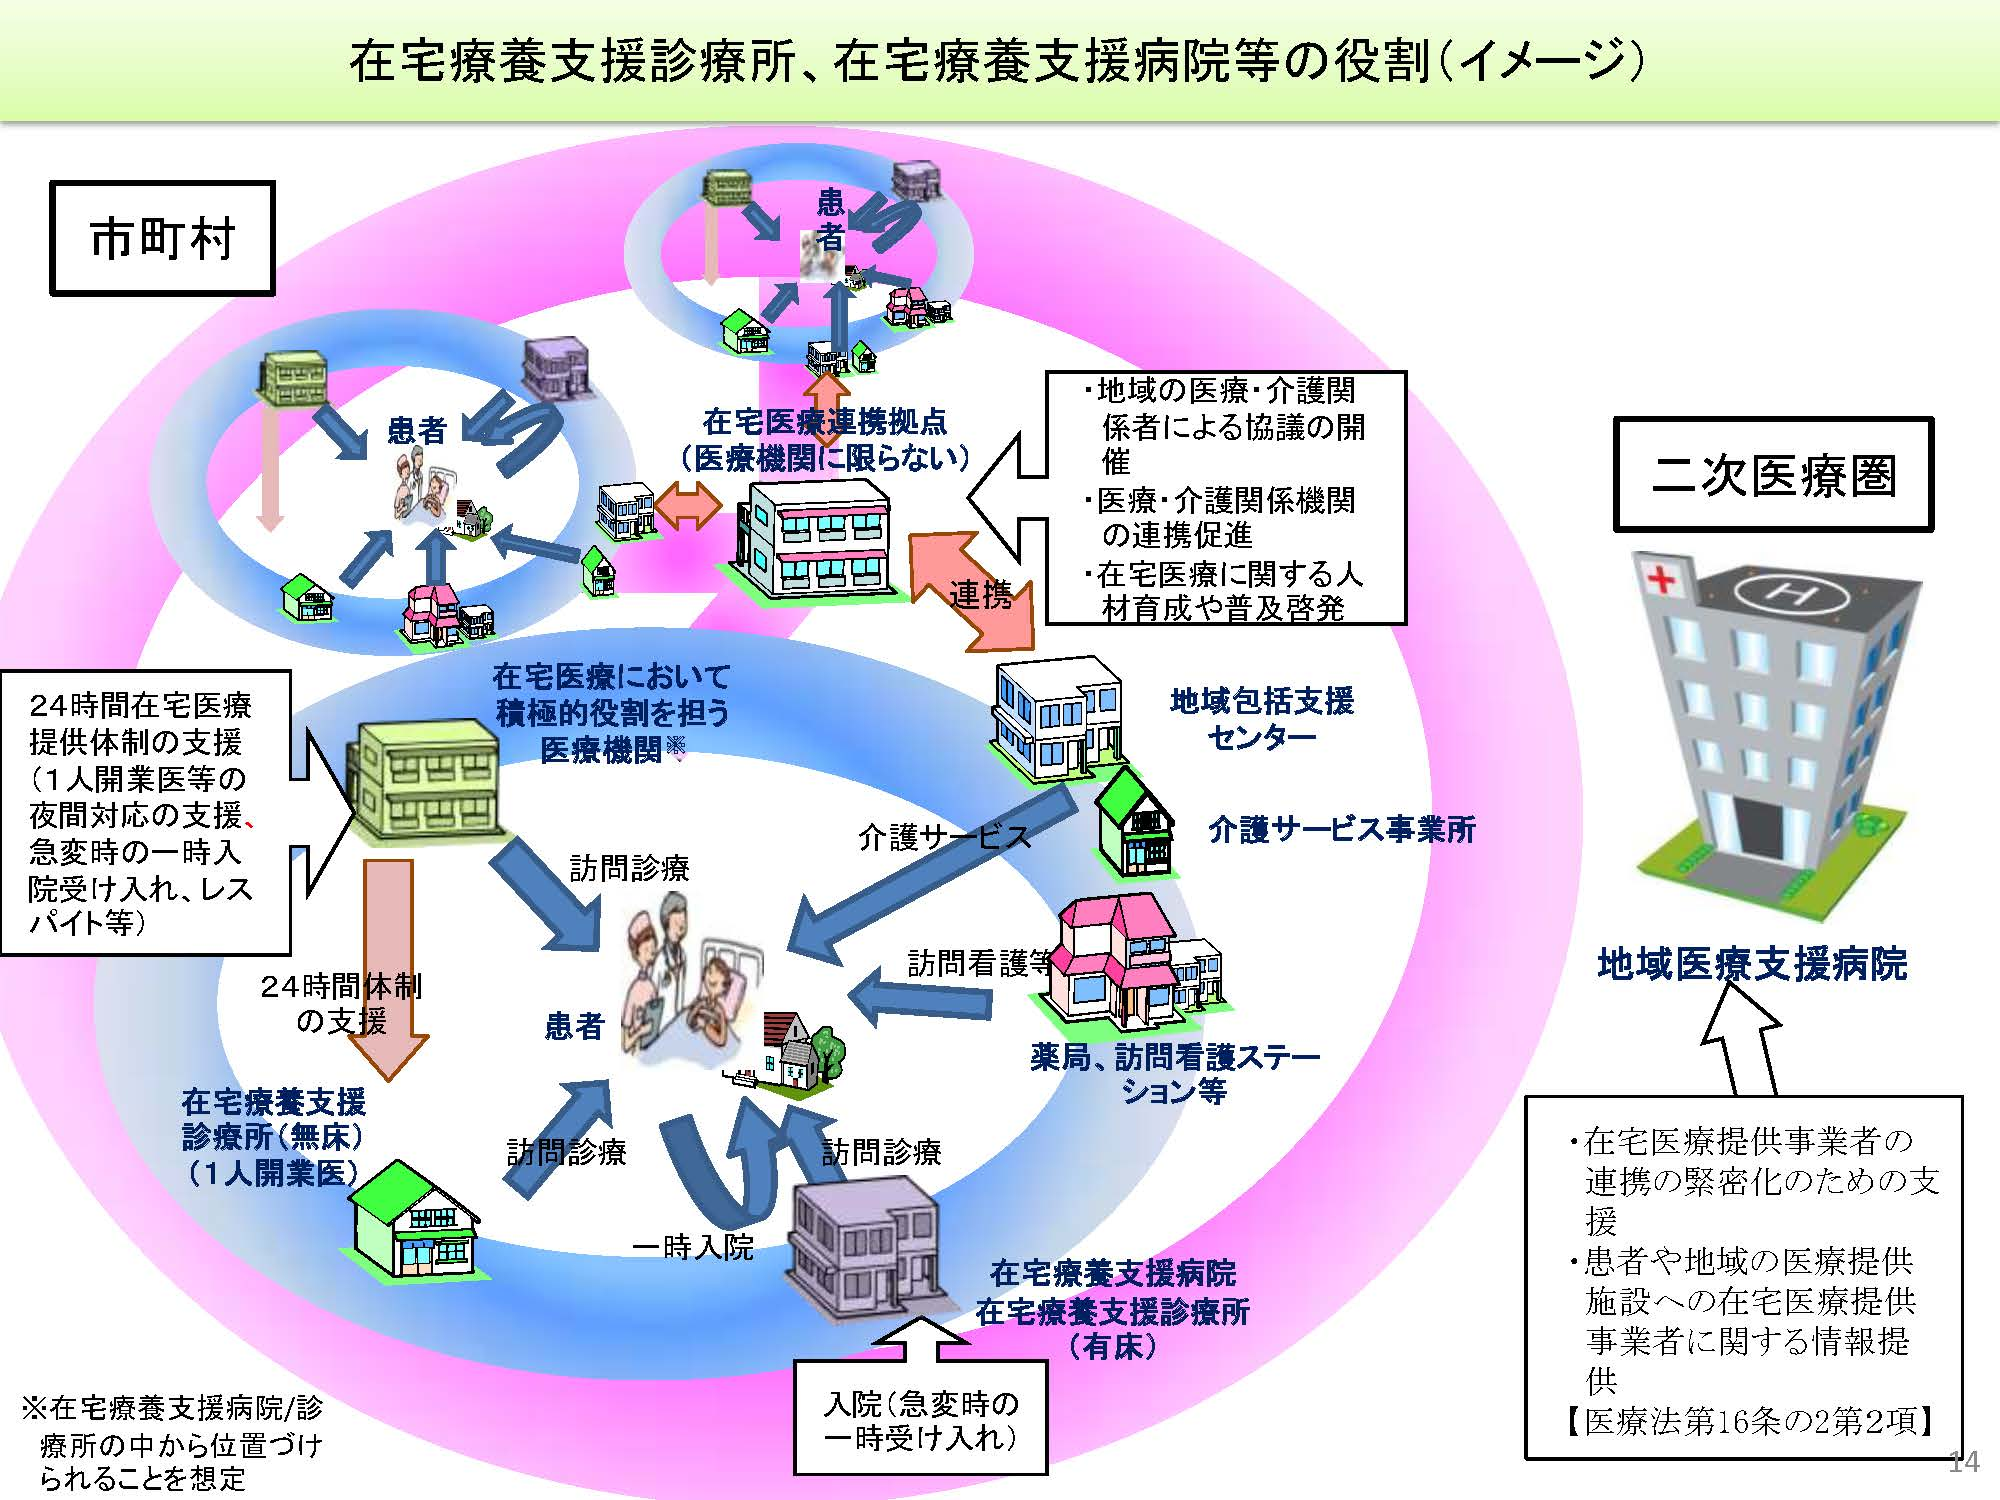 在宅療養支援診療所、在宅療養支援病院等の役割（イメージ）
市町村
患
者
患者
在宅医療連携拠点
（医療機関に限らない）
・地域の医療・介護関
係者による協議の開
催
・医療・介護関係機関
の連携促進
・在宅医療に関する人
材育成や普及啓発
連携
二次医療圏
地域医療支援病院
・在宅医療提供事業者の
連携の緊密化のための支
援
・患者や地域の医療提供
施設への在宅医療提供
事業者に関する情報提
供
【医療法第16条の2第2項】
24時間在宅医療
提供体制の支援
（１人開業医等の
夜間対応の支援、
急変時の一時入
院受け入れ、レス
パイト等）
在宅医療において
積極的役割を担う
医療機関※
地域包括支援
センター
介護サービス事業所
介護サービス
訪問診療
訪問看護等
24時間体制
の支援
患者
薬局、訪問看護ステー
ション等
在宅療養支援
診療所（無床）
（１人開業医）
訪問診療
訪問診療
一時入院
在宅療養支援病院
在宅療養支援診療所
（有床）
入院（急変時の
一時受け入れ）
※在宅療養支援病院/診
療所の中から位置づけ
られることを想定
14